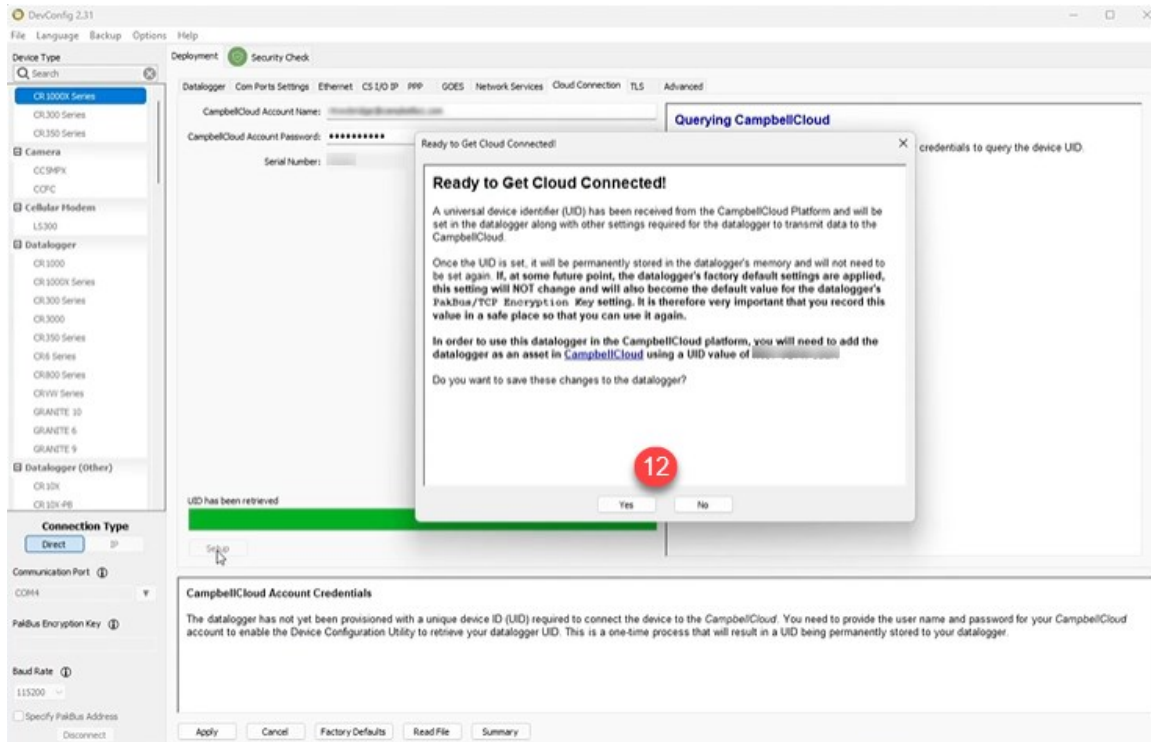 DevConfig 2.31
File Language Backup Options Help
Device Type
Search
CR1000X Series
CR300 Series
CR350 Series
Camera
CC5MPX
CCFC
Cellular Modem
L5300
Datalogger
CR1000
CR1000X Series
CR300 Series
CR3000
CR350 Series
CR6 Series
CR800 Series
CRVW Series
GRANITE 10
GRANITE 6
GRANITE 9
Datalogger (Other)
CR10X
CR10X-PB
Connection Type
Direct IP
Communication Port
COM4
PakBus Encryption Key
Baud Rate
115200
Specify PakBus Address
Disconnect
Deployment Security Check
Datalogger Com Ports Settings Ethernet CS I/O IP PPP GOES Network Services Cloud Connection TLS Advanced
CampbellCloud Account Name:
CampbellCloud Account Password: ●●●●●●●●●●
Serial Number:
UID has been retrieved
Setup
Querying CampbellCloud
credentials to query the device UID.
Ready to Get Cloud Connected!
Ready to Get Cloud Connected!
A universal device identifier (UID) has been received from the CampbellCloud Platform and will be
set in the datalogger along with other settings required for the datalogger to transmit data to the
CampbellCloud.
Once the UID is set, it will be permanently stored in the datalogger's memory and will not need to
be set again. If, at some future point, the datalogger's factory default settings are applied,
this setting will NOT change and will also become the default value for the datalogger's
PakBus/TCP Encryption Key setting. It is therefore very important that you record this
value in a safe place so that you can use it again.
In order to use this datalogger in the CampbellCloud platform, you will need to add the
datalogger as an asset in CampbellCloud using a UID value of
Do you want to save these changes to the datalogger?
12
Yes No
CampbellCloud Account Credentials
The datalogger has not yet been provisioned with a unique device ID (UID) required to connect the device to the CampbellCloud. You need to provide the user name and password for your CampbellCloud
account to enable the Device Configuration Utility to retrieve your datalogger UID. This is a one-time process that will result in a UID being permanently stored to your datalogger.
Apply Cancel Factory Defaults Read File Summary